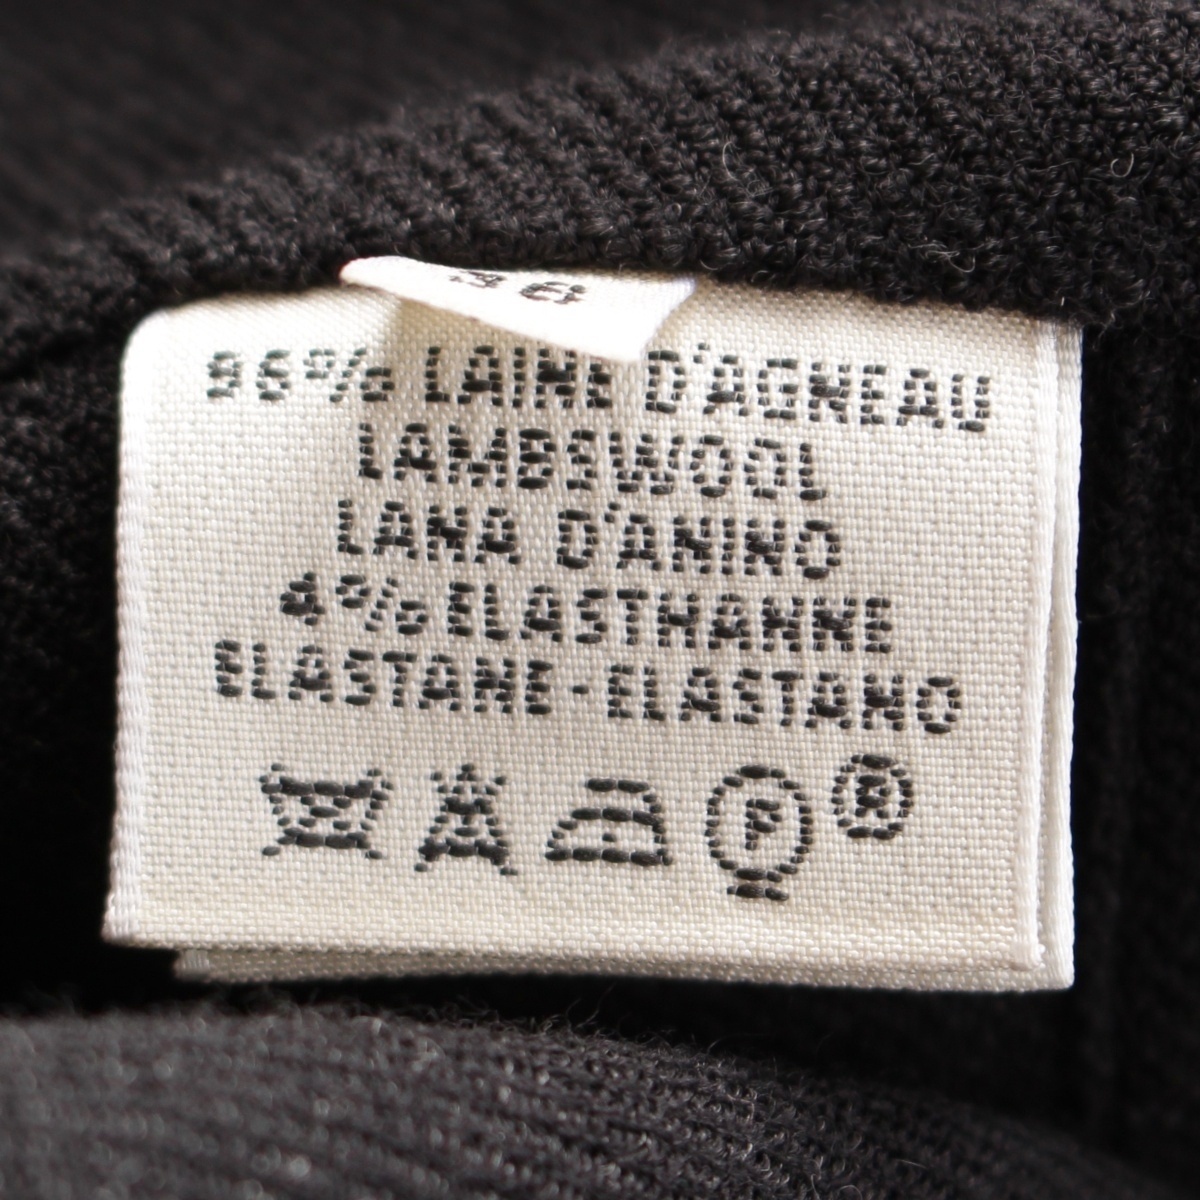 96% LAINE D'AGNEAU
LAMBSWOOL
LANA D'ANINO
4% ELASTHANNE
ELASTANE-ELASTANO
P ®